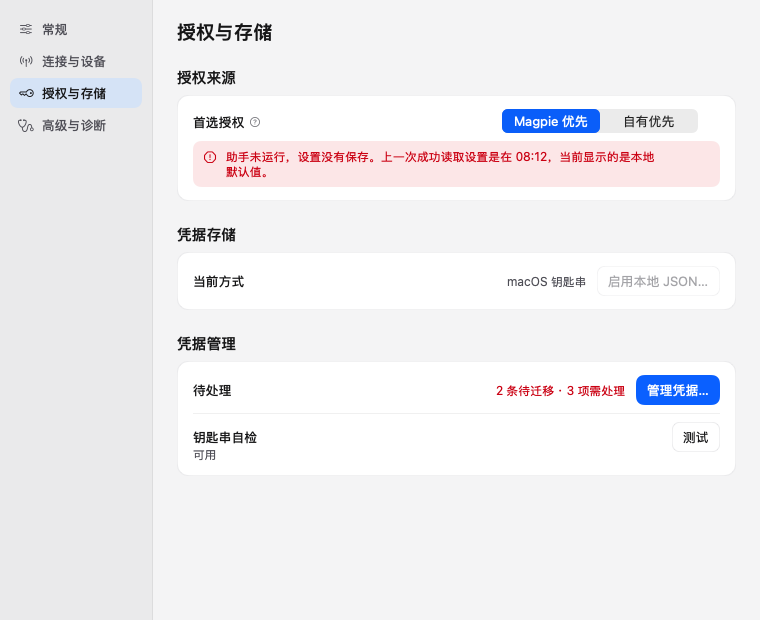 常规
连接与设备
授权与存储
高级与诊断
授权与存储
授权来源
首选授权 ?
Magpie 优先
自有优先
助手未运行，设置没有保存。上一次成功读取设置是在 08:12，当前显示的是本地
默认值。
凭据存储
当前方式
macOS 钥匙串
启用本地 JSON...
凭据管理
待处理
2 条待迁移 · 3 项需处理
管理凭据...
钥匙串自检
可用
测试